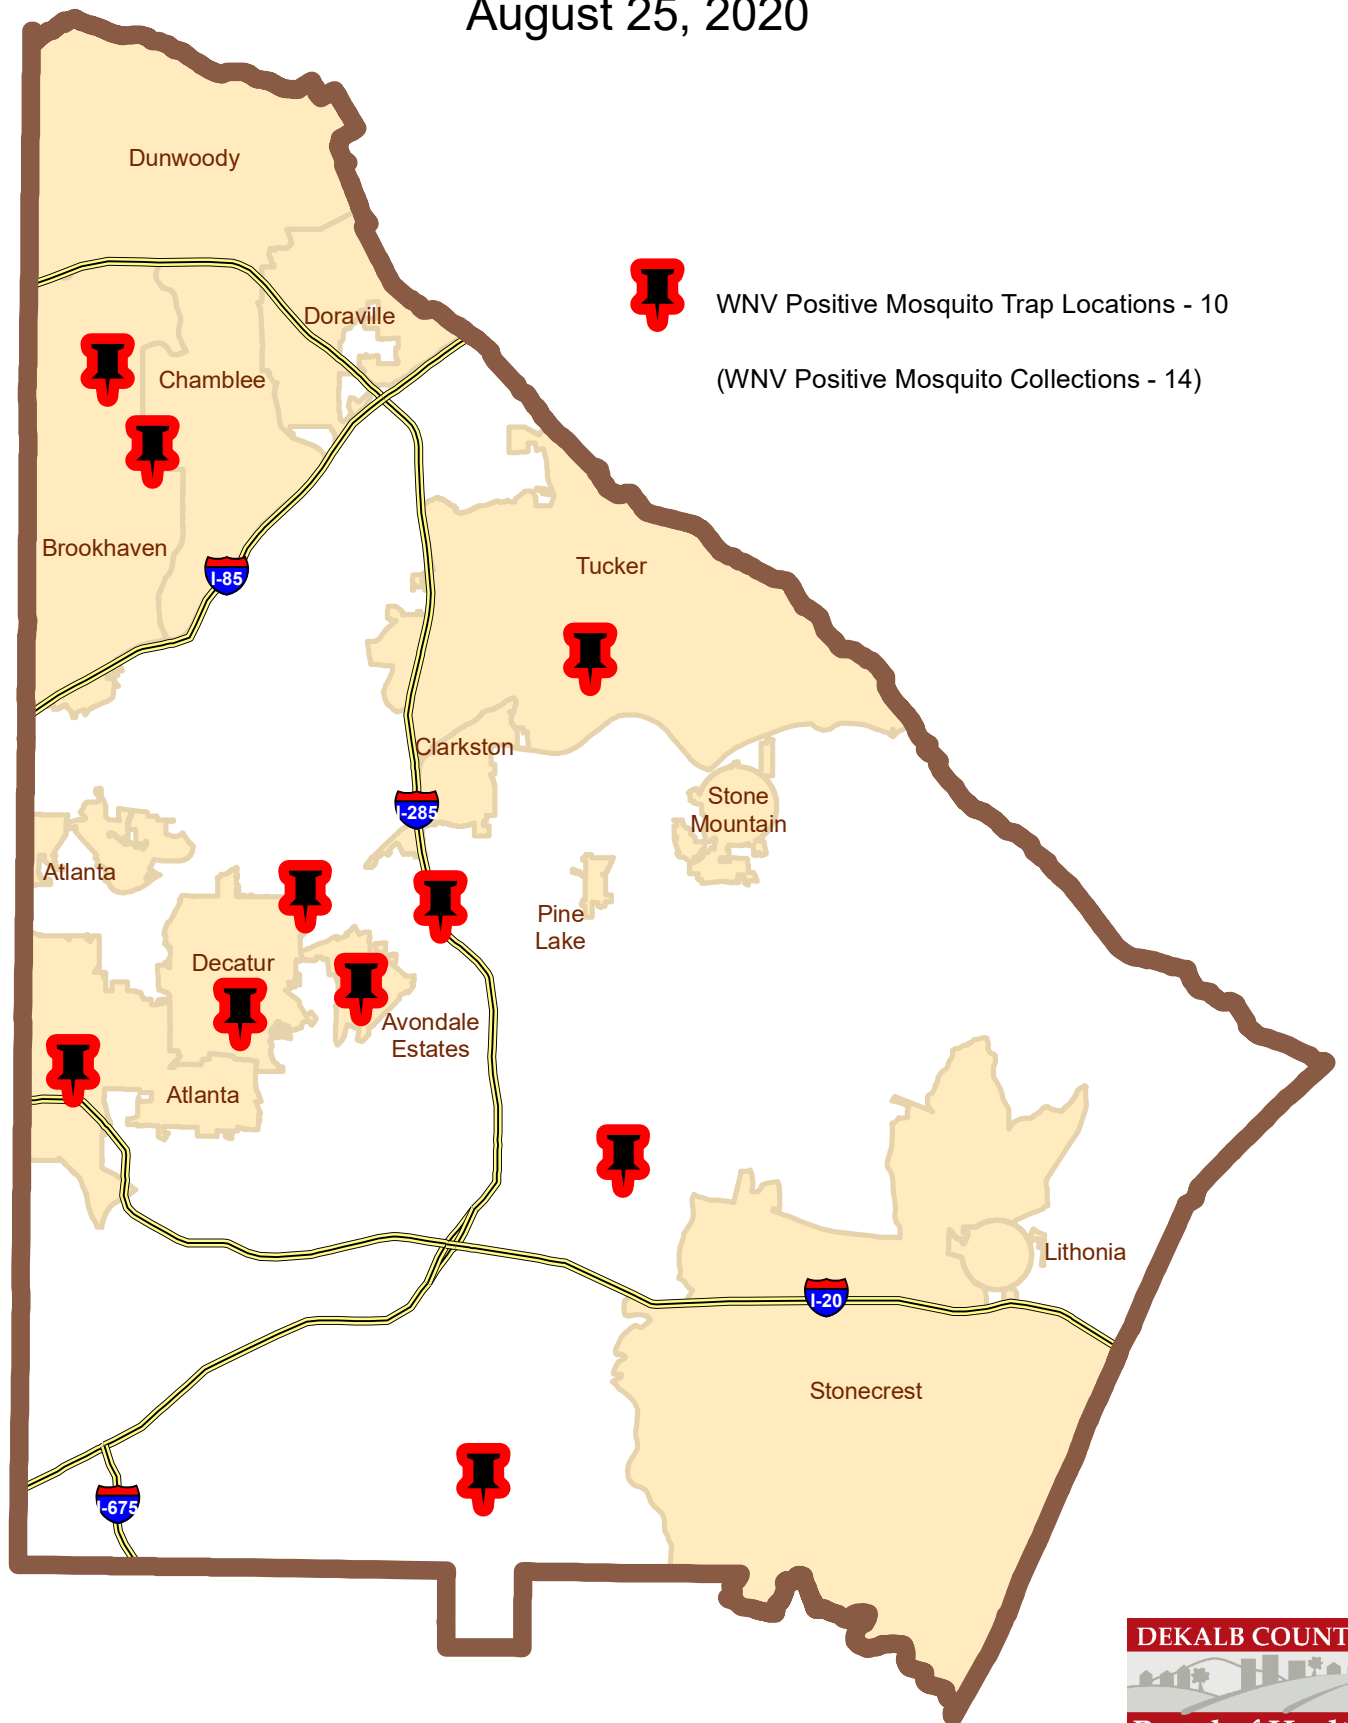 August 25, 2020
Dunwoody
WNV Positive Mosquito Trap Locations - 10
Doraville
(WNV Positive Mosquito Collections - 14)
Chamblee
Brookhaven
I-85
Tucker
Clarkston
I-285
Stone
Mountain
Atlanta
Pine
Lake
Decatur
Avondale
Estates
Atlanta
Lithonia
I-20
Stonecrest
I-675
DEKALB COUNT